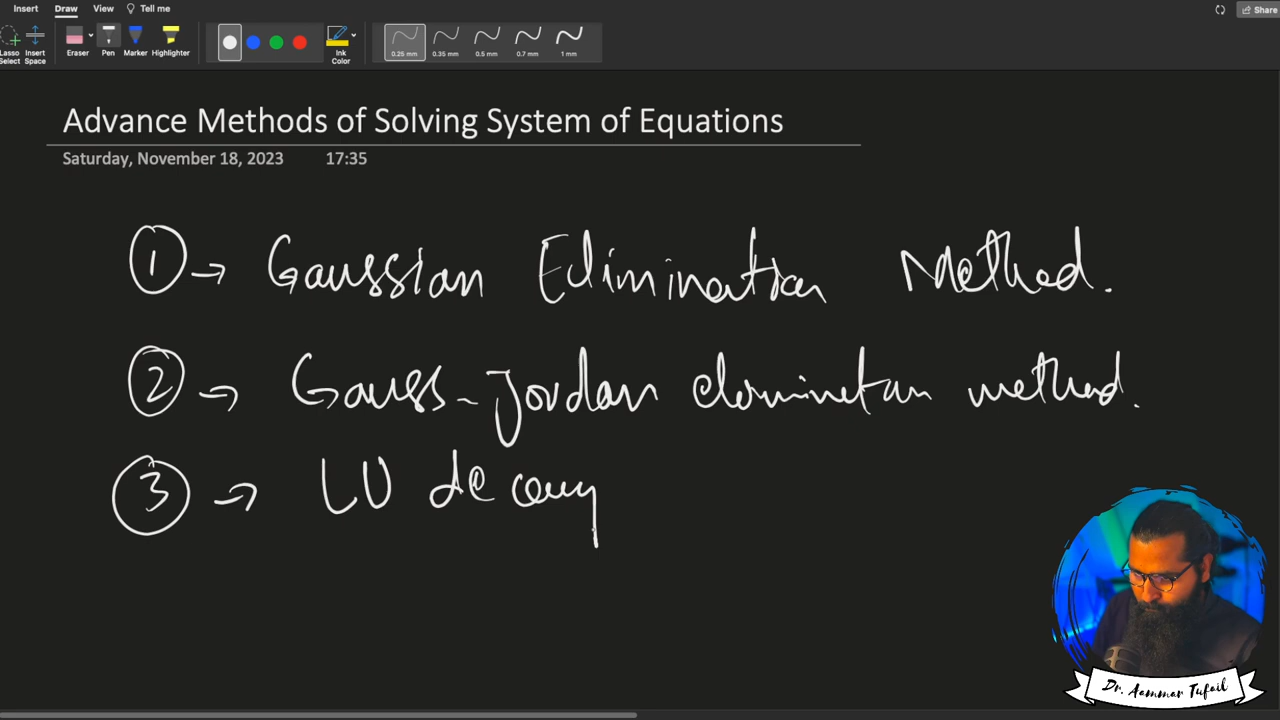 Insert Draw View Tell me
Share
Lasso Select
Insert Space
Eraser
Pen
Marker
Highlighter
Ink Color
0.25 mm 0.35 mm 0.5 mm 0.7 mm 1 mm
Advance Methods of Solving System of Equations
Saturday, November 18, 2023 17:35
① → Gaussian Elimination Method.
② → Gauss-Jordan elimination method.
③ → LU decomp
Dr. Aammar Tufail